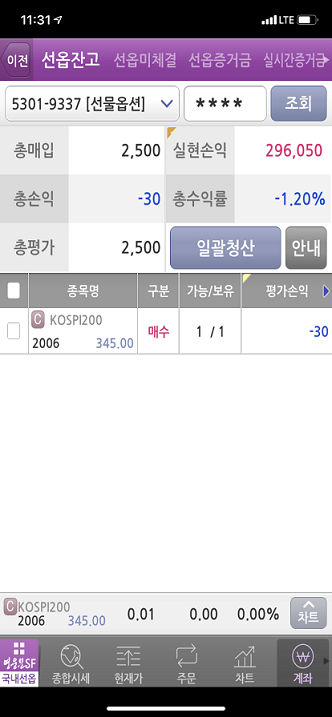 11:31 LTE
이전 선옵잔고 선옵미체결 선옵증거금 실시간증거금
5301-9337 [선물옵션] **** 조회
총매입 2,500 실현손익 296,050
총손익 -30 총수익률 -1.20%
총평가 2,500 일괄청산 안내
종목명 구분 가능/보유 평가손익
C KOSPI200 매수 1 / 1 -30
2006 345.00
C KOSPI200 0.01 0.00 0.00% 차트
2006 345.00
영웅문SF
국내선옵 종합시세 현재가 주문 차트 계좌